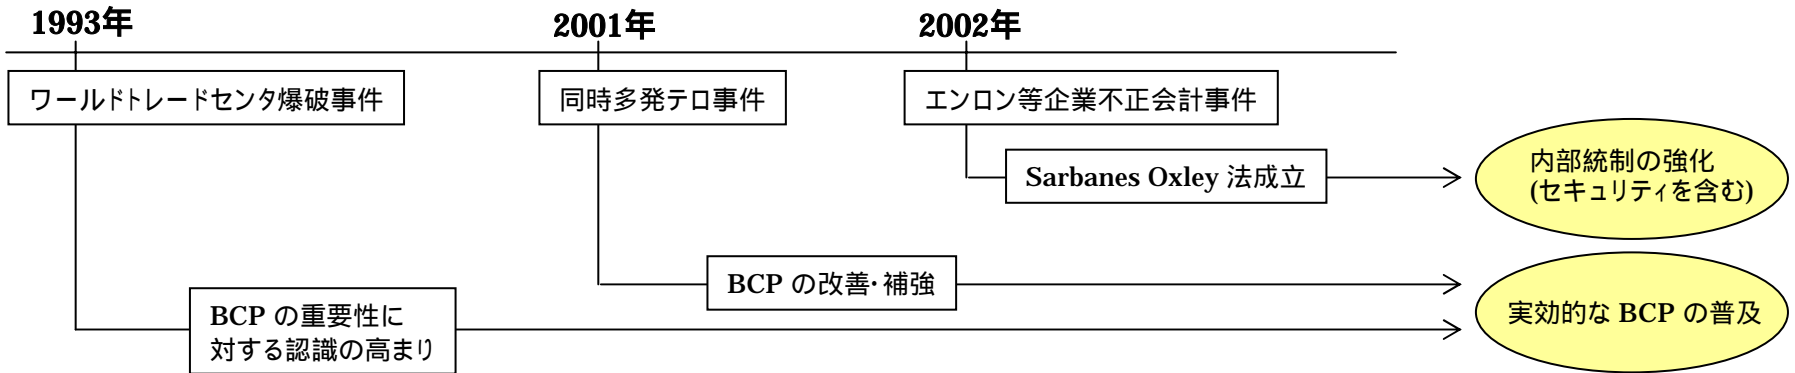 1993年
2001年
2002年
ワールドトレードセンタ爆破事件
同時多発テロ事件
エンロン等企業不正会計事件
Sarbanes Oxley 法成立
内部統制の強化
(セキュリティを含む)
BCP の改善・補強
BCP の重要性に
対する認識の高まり
実効的な BCP の普及